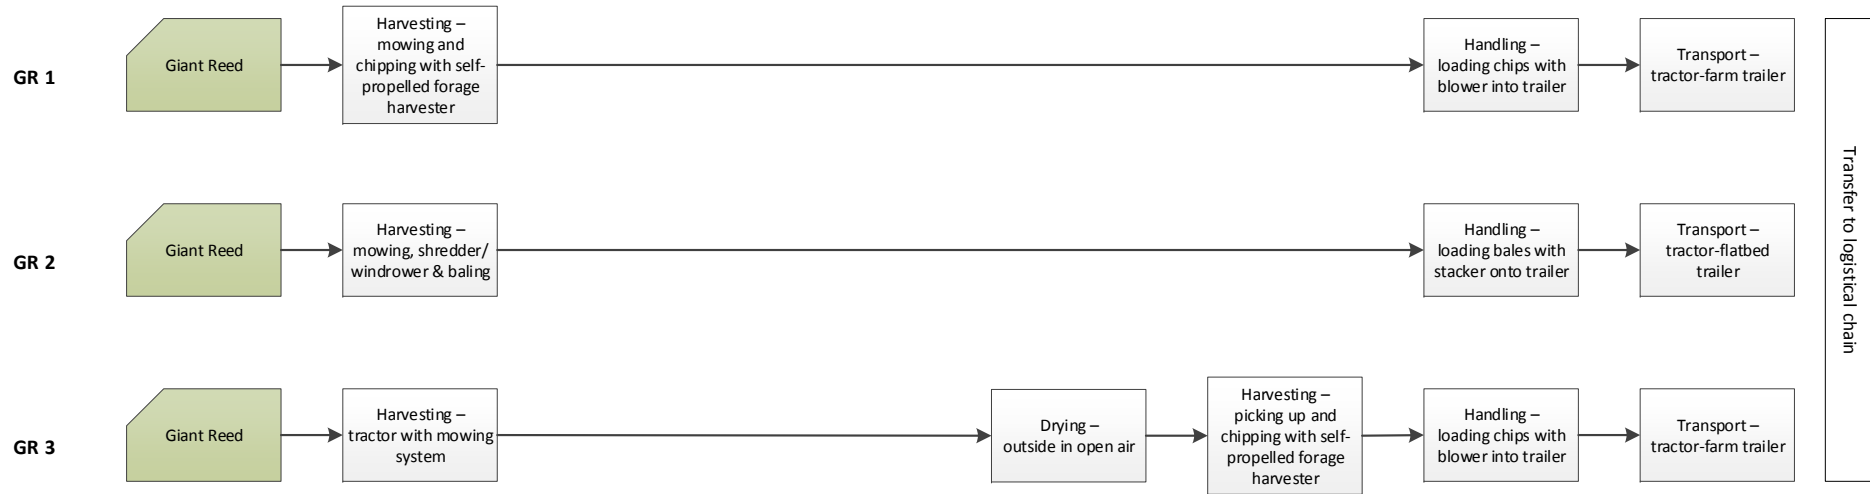 GR 1
Giant Reed
Harvesting –
mowing and
chipping with self-
propelled forage
harvester
Handling –
loading chips with
blower into trailer
Transport –
tractor-farm trailer
GR 2
Giant Reed
Harvesting –
mowing, shredder/
windrower & baling
Handling –
loading bales with
stacker onto trailer
Transport –
tractor-flatbed
trailer
GR 3
Giant Reed
Harvesting –
tractor with mowing
system
Drying –
outside in open air
Harvesting –
picking up and
chipping with self-
propelled forage
harvester
Handling –
loading chips with
blower into trailer
Transport –
tractor-farm trailer
Transfer to logistical chain